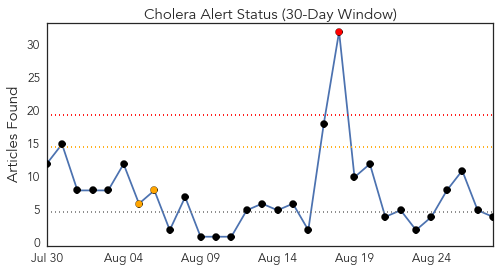 Cholera Alert Status (30-Day Window)
Articles Found
30
25
20
15
10
5
0
Jul 30
Aug 04
Aug 09
Aug 14
Aug 19
Aug 24